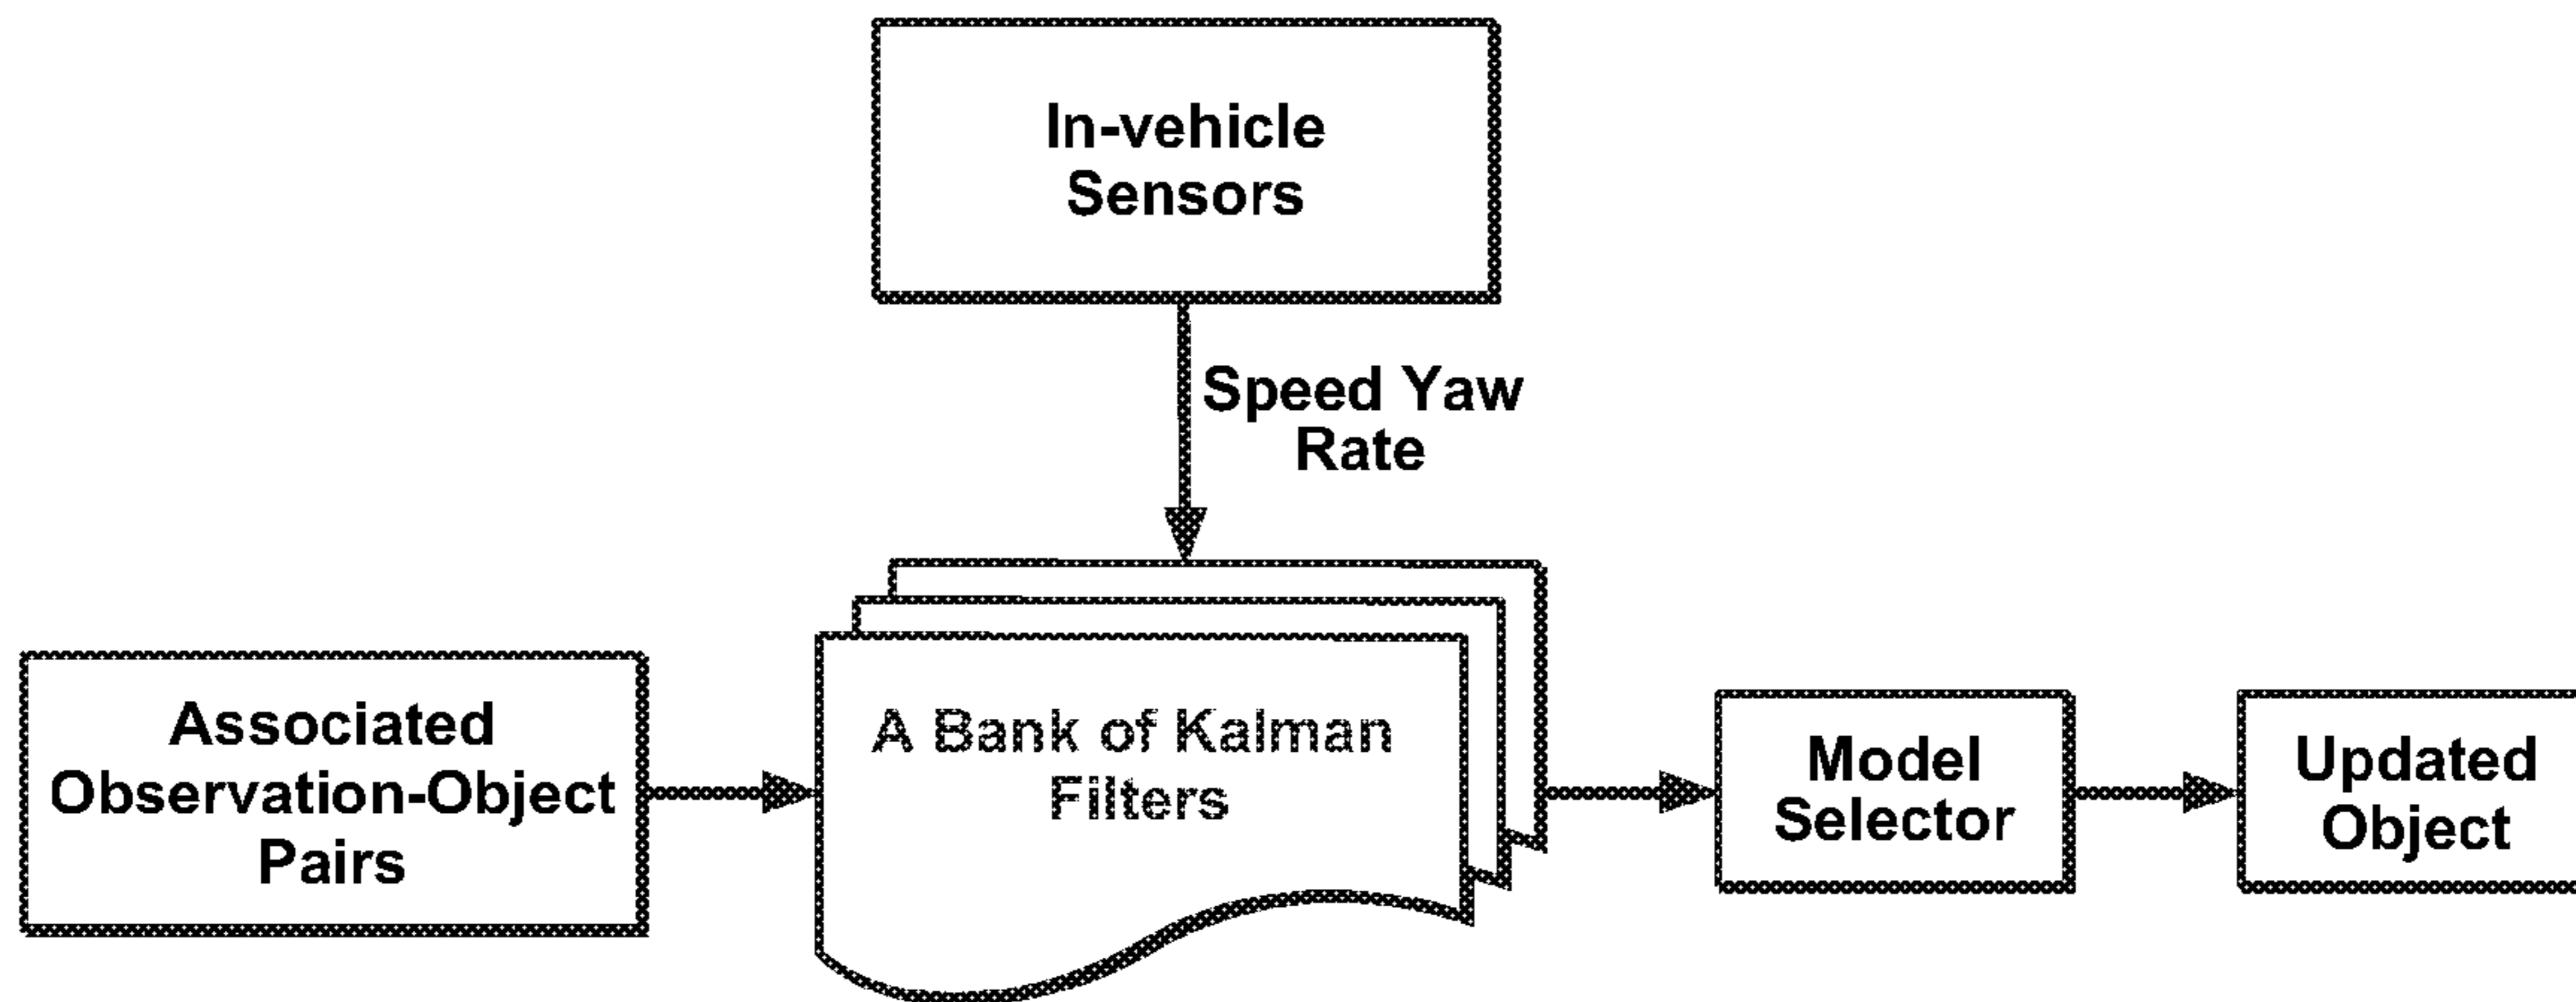 In-vehicle
Sensors
Speed Yaw
Rate
Associated
Observation-Object
Pairs
A Bank of Kalman
Filters
Model
Selector
Updated
Object